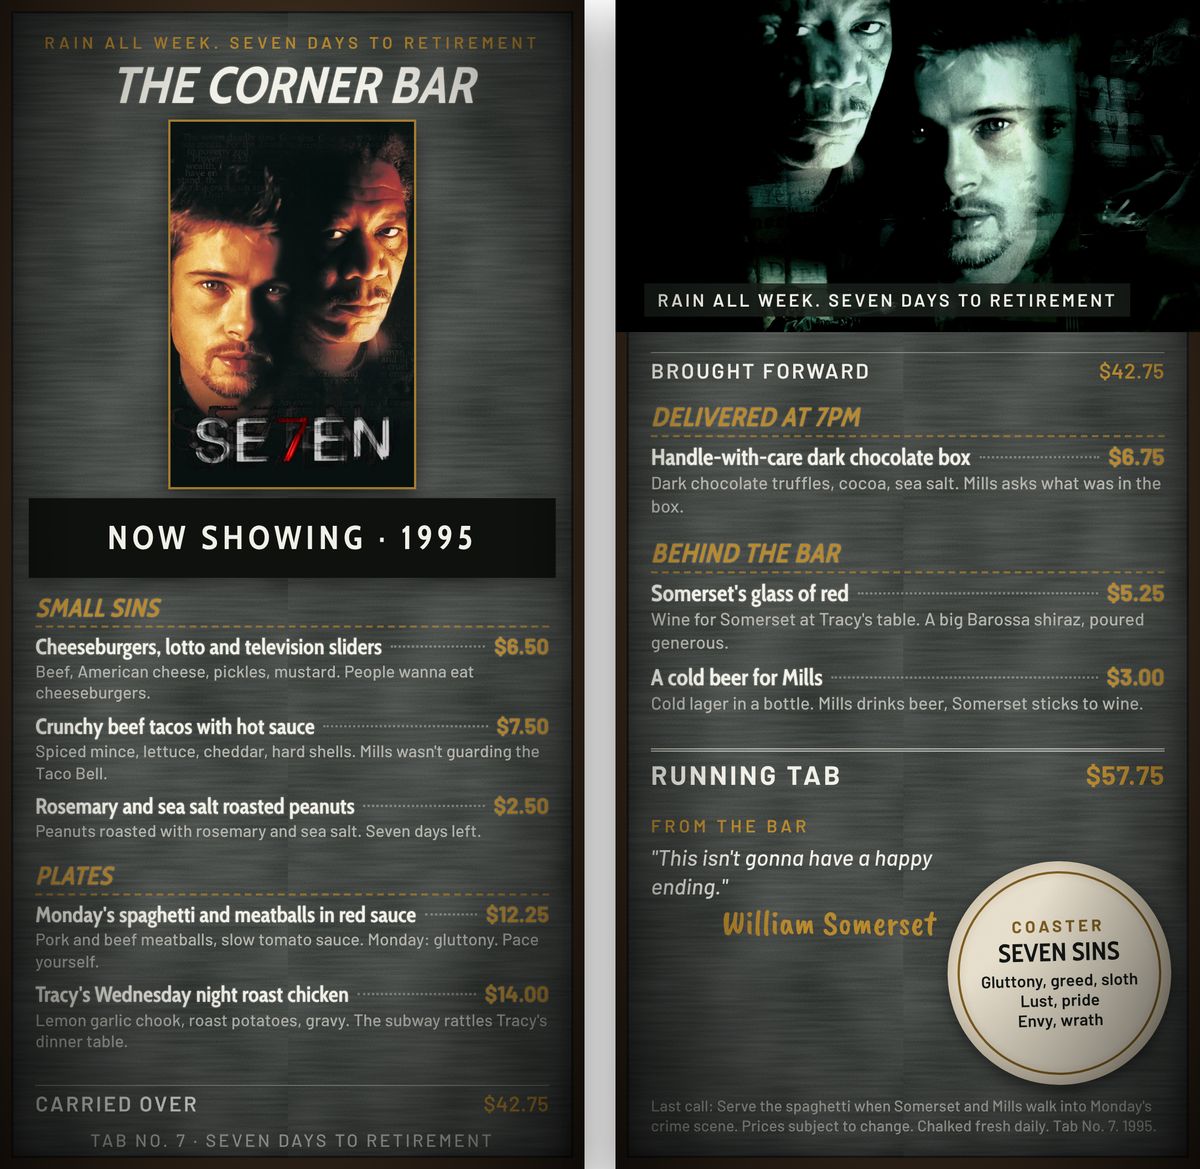 RAIN ALL WEEK. SEVEN DAYS TO RETIREMENT
THE CORNER BAR
SE7EN
NOW SHOWING · 1995
SMALL SINS
Cheeseburgers, lotto and television sliders $6.50
Beef, American cheese, pickles, mustard. People wanna eat
cheeseburgers.
Crunchy beef tacos with hot sauce $7.50
Spiced mince, lettuce, cheddar, hard shells. Mills wasn't guarding the
Taco Bell.
Rosemary and sea salt roasted peanuts $2.50
Peanuts roasted with rosemary and sea salt. Seven days left.
PLATES
Monday's spaghetti and meatballs in red sauce $12.25
Pork and beef meatballs, slow tomato sauce. Monday: gluttony. Pace
yourself.
Tracy's Wednesday night roast chicken $14.00
Lemon garlic chook, roast potatoes, gravy. The subway rattles Tracy's
dinner table.
CARRIED OVER $42.75
TAB NO. 7 · SEVEN DAYS TO RETIREMENT
RAIN ALL WEEK. SEVEN DAYS TO RETIREMENT
BROUGHT FORWARD $42.75
DELIVERED AT 7PM
Handle-with-care dark chocolate box $6.75
Dark chocolate truffles, cocoa, sea salt. Mills asks what was in the
box.
BEHIND THE BAR
Somerset's glass of red $5.25
Wine for Somerset at Tracy's table. A big Barossa shiraz, poured
generous.
A cold beer for Mills $3.00
Cold lager in a bottle. Mills drinks beer, Somerset sticks to wine.
RUNNING TAB $57.75
FROM THE BAR
"This isn't gonna have a happy
ending."
William Somerset
COASTER
SEVEN SINS
Gluttony, greed, sloth
Lust, pride
Envy, wrath
Last call: Serve the spaghetti when Somerset and Mills walk into Monday's
crime scene. Prices subject to change. Chalked fresh daily. Tab No. 7. 1995.